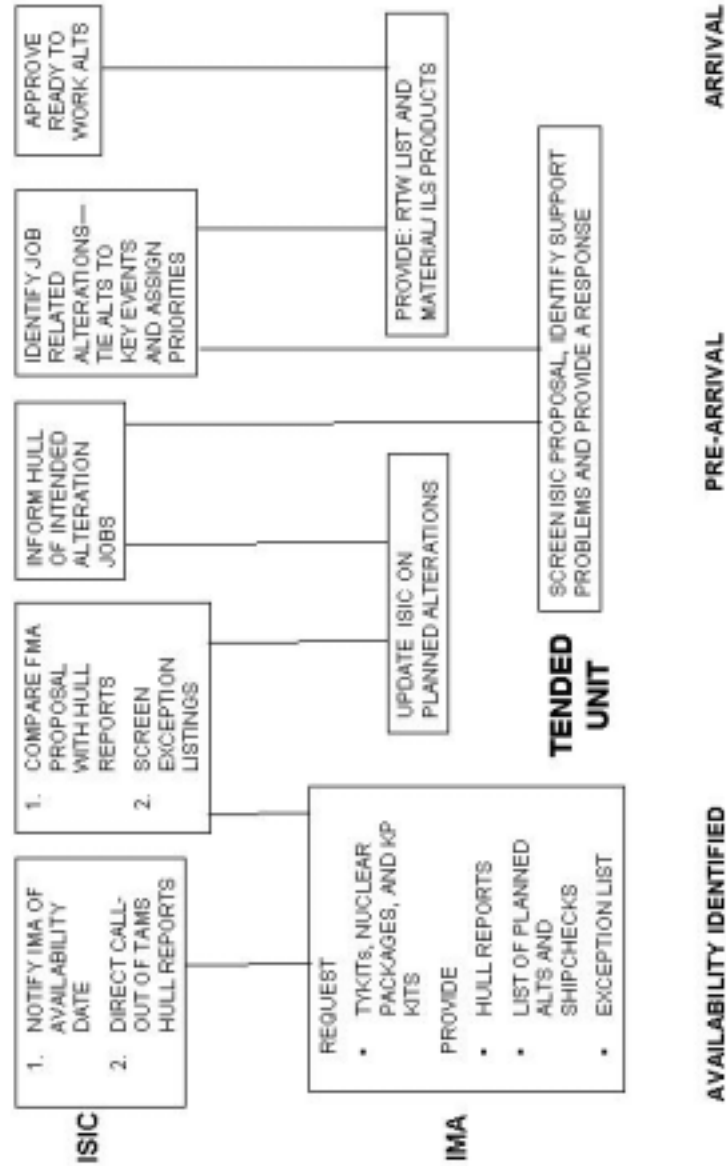 ISIC
1. NOTIFY IMA OF
AVAILABILITY
DATE
2. DIRECT CALL-
OUT OF TAMS
HULL REPORTS
1. COMPARE FMA
PROPOSAL
WITH HULL
REPORTS
2. SCREEN
EXCEPTION
LISTINGS
INFORM HULL
OF INTENDED
ALTERATION
JOBS
IDENTIFY JOB
RELATED
ALTERATIONS—
TIE ALTS TO
KEY EVENTS
AND ASSIGN
PRIORITIES
APPROVE
READY TO
WORK ALTS
IMA
REQUEST
• TYKITs, NUCLEAR
PACKAGES, AND KP
KITS
PROVIDE
• HULL REPORTS
• LIST OF PLANNED
ALTS AND
SHIPCHECKS
• EXCEPTION LIST
UPDATE ISIC ON
PLANNED ALTERATIONS
PROVIDE: RTW LIST AND
MATERIAL/ ILS PRODUCTS
TENDED
UNIT
SCREEN ISIC PROPOSAL, IDENTIFY SUPPORT
PROBLEMS AND PROVIDE A RESPONSE
AVAILABILITY IDENTIFIED
PRE-ARRIVAL
ARRIVAL